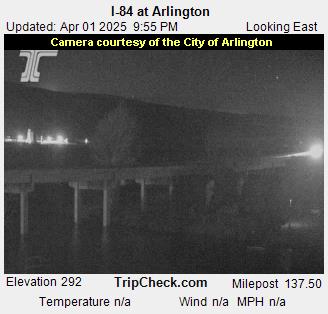 I-84 at Arlington
Updated: Apr 01 2025 9:55 PM Looking East
Camera courtesy of the City of Arlington
Elevation 292 TripCheck.com Milepost 137.50
Temperature n/a Wind n/a MPH n/a